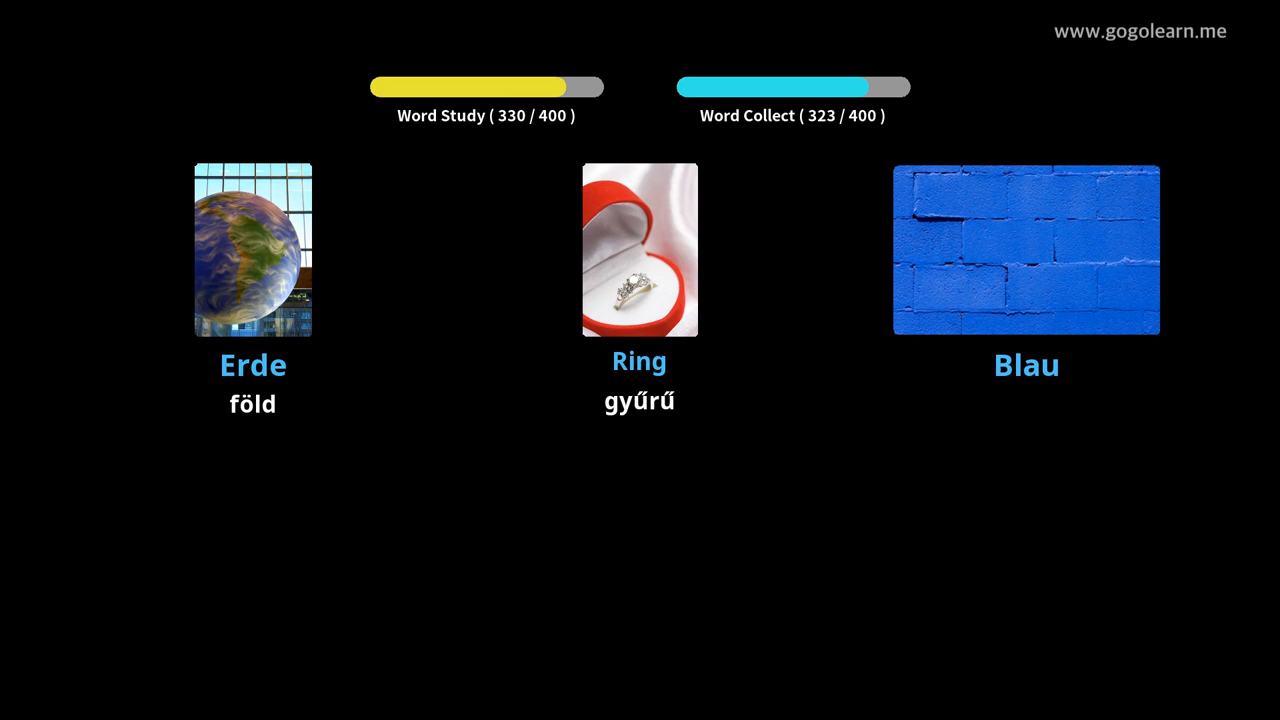 www.gogolearn.me
Word Study ( 330 / 400 )
Word Collect ( 323 / 400 )
Erde
föld
Ring
gyűrű
Blau